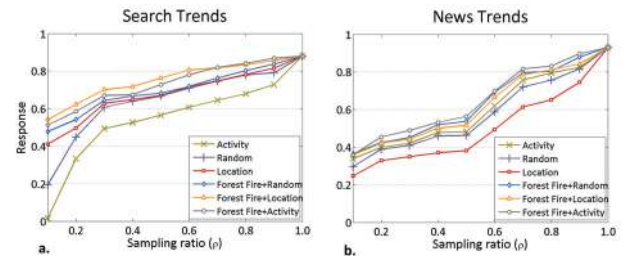 Search Trends
1
0.8
0.6
0.4
0.2
0
Response
Activity
Random
Location
Forest Fire+Random
Forest Fire+Location
Forest Fire+Activity
0.2 0.4 0.6 0.8 1.0
Sampling ratio (ρ)
a.
News Trends
1
0.8
0.6
0.4
0.2
0
Activity
Random
Location
Forest Fire+Random
Forest Fire+Location
Forest Fire+Activity
0.2 0.4 0.6 0.8 1.0
Sampling ratio (ρ)
b.